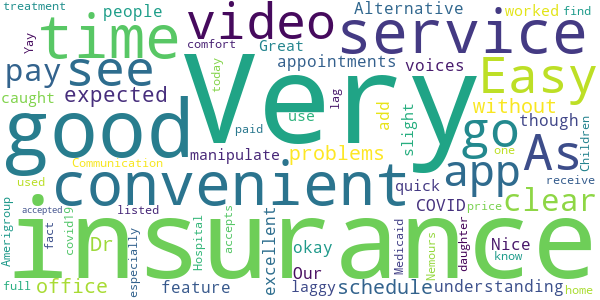 treatment
people
Alternative
worked
find
Yay
time
video
service
comfort
Great
see
appointments
voices
Easy
pay
today
Very
lag
caught
expected
without
good
use
add
slight
go
though
Children
paid
As
problems
one
Communication
manipulate
app
receive
convenient
quick
used
COVID
clear
price
listed
accepted
insurance
Amerigroup
fact
covid19
Dr
especially
Hospital
accepts
excellent
okay
Our
Medicaid
Nemours
daughter
Nice
know
office
laggy
schedule
understanding
full
feature
home